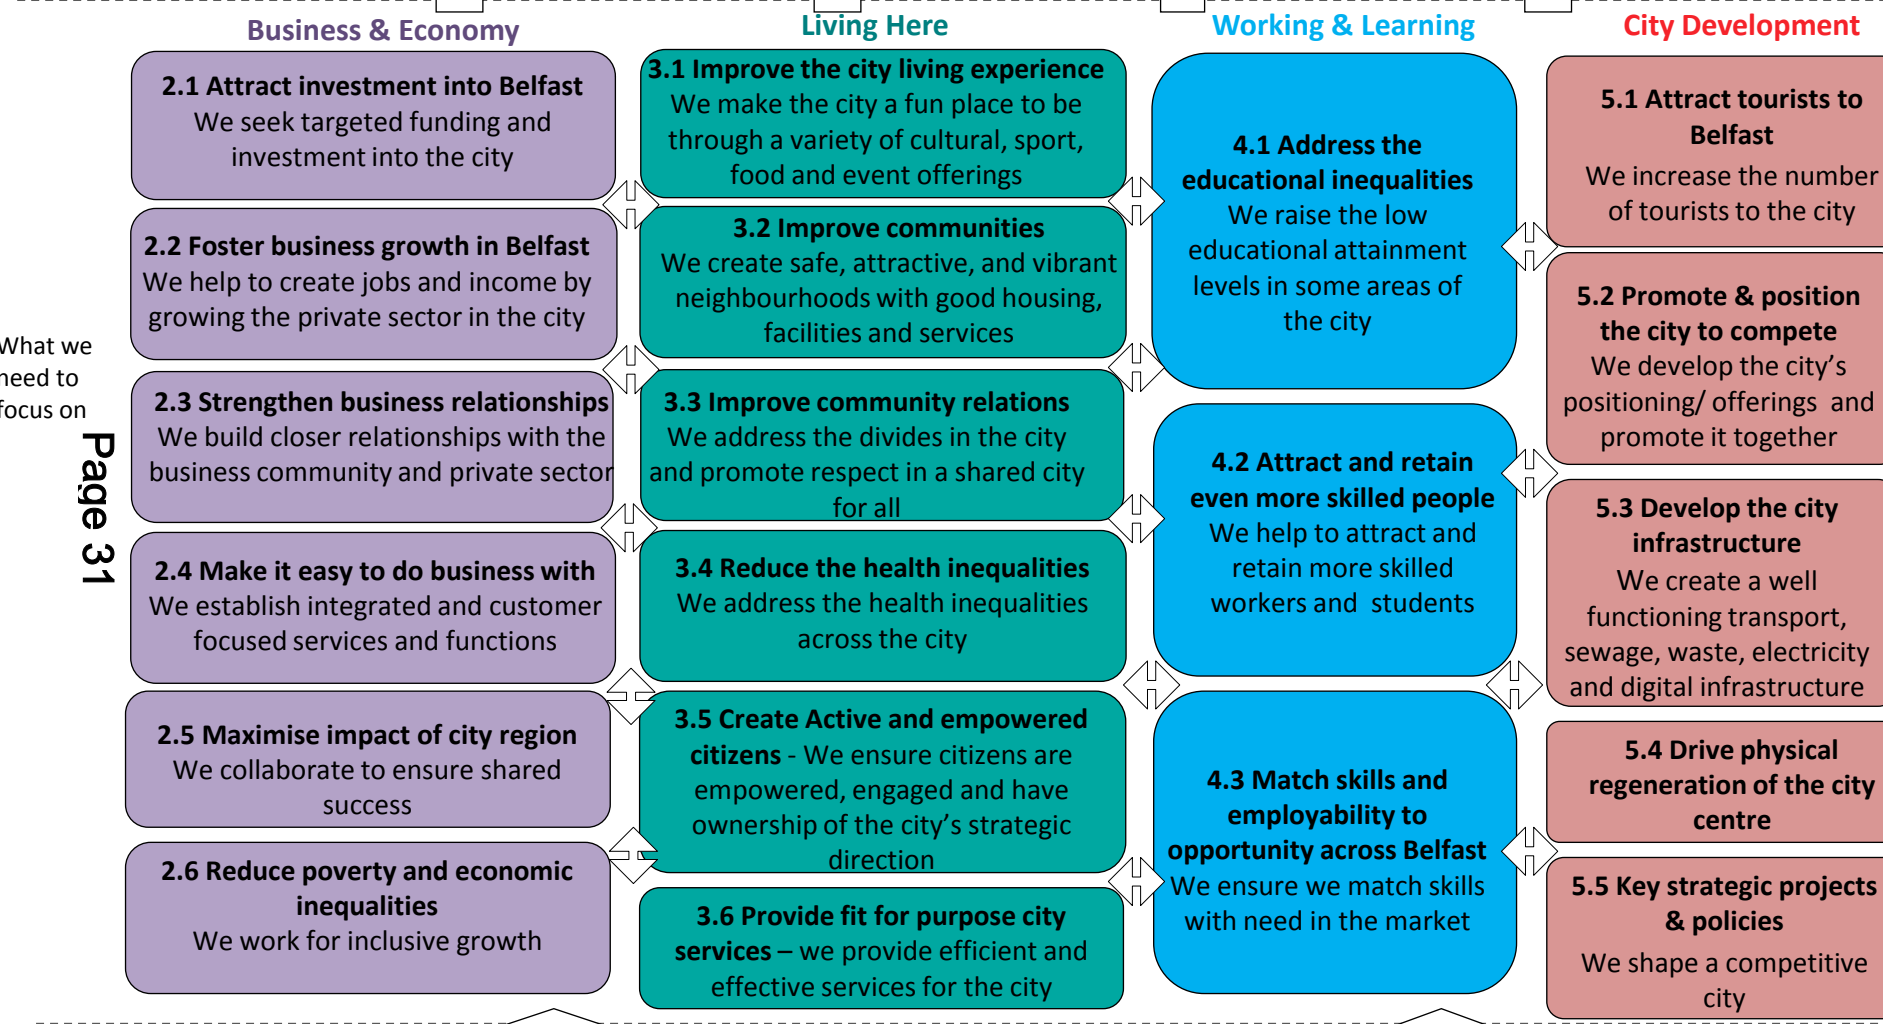 Business & Economy
2.1 Attract investment into Belfast
We seek targeted funding and
investment into the city
2.2 Foster business growth in Belfast
We help to create jobs and income by
growing the private sector in the city
2.3 Strengthen business relationships
We build closer relationships with the
business community and private sector
2.4 Make it easy to do business with
We establish integrated and customer
focused services and functions
2.5 Maximise impact of city region
We collaborate to ensure shared
success
2.6 Reduce poverty and economic
inequalities
We work for inclusive growth
Living Here
3.1 Improve the city living experience
We make the city a fun place to be
through a variety of cultural, sport,
food and event offerings
3.2 Improve communities
We create safe, attractive, and vibrant
neighbourhoods with good housing,
facilities and services
3.3 Improve community relations
We address the divides in the city
and promote respect in a shared city
for all
3.4 Reduce the health inequalities
We address the health inequalities
across the city
3.5 Create Active and empowered
citizens - We ensure citizens are
empowered, engaged and have
ownership of the city's strategic
direction
3.6 Provide fit for purpose city
services – we provide efficient and
effective services for the city
Working & Learning
4.1 Address the
educational inequalities
We raise the low
educational attainment
levels in some areas of
the city
4.2 Attract and retain
even more skilled people
We help to attract and
retain more skilled
workers and students
4.3 Match skills and
employability to
opportunity across Belfast
We ensure we match skills
with need in the market
City Development
5.1 Attract tourists to
Belfast
We increase the number
of tourists to the city
5.2 Promote & position
the city to compete
We develop the city's
positioning/ offerings and
promote it together
5.3 Develop the city
infrastructure
We create a well
functioning transport,
sewage, waste, electricity
and digital infrastructure
5.4 Drive physical
regeneration of the city
centre
5.5 Key strategic projects
& policies
We shape a competitive
city
What we
need to
focus on
Page 31